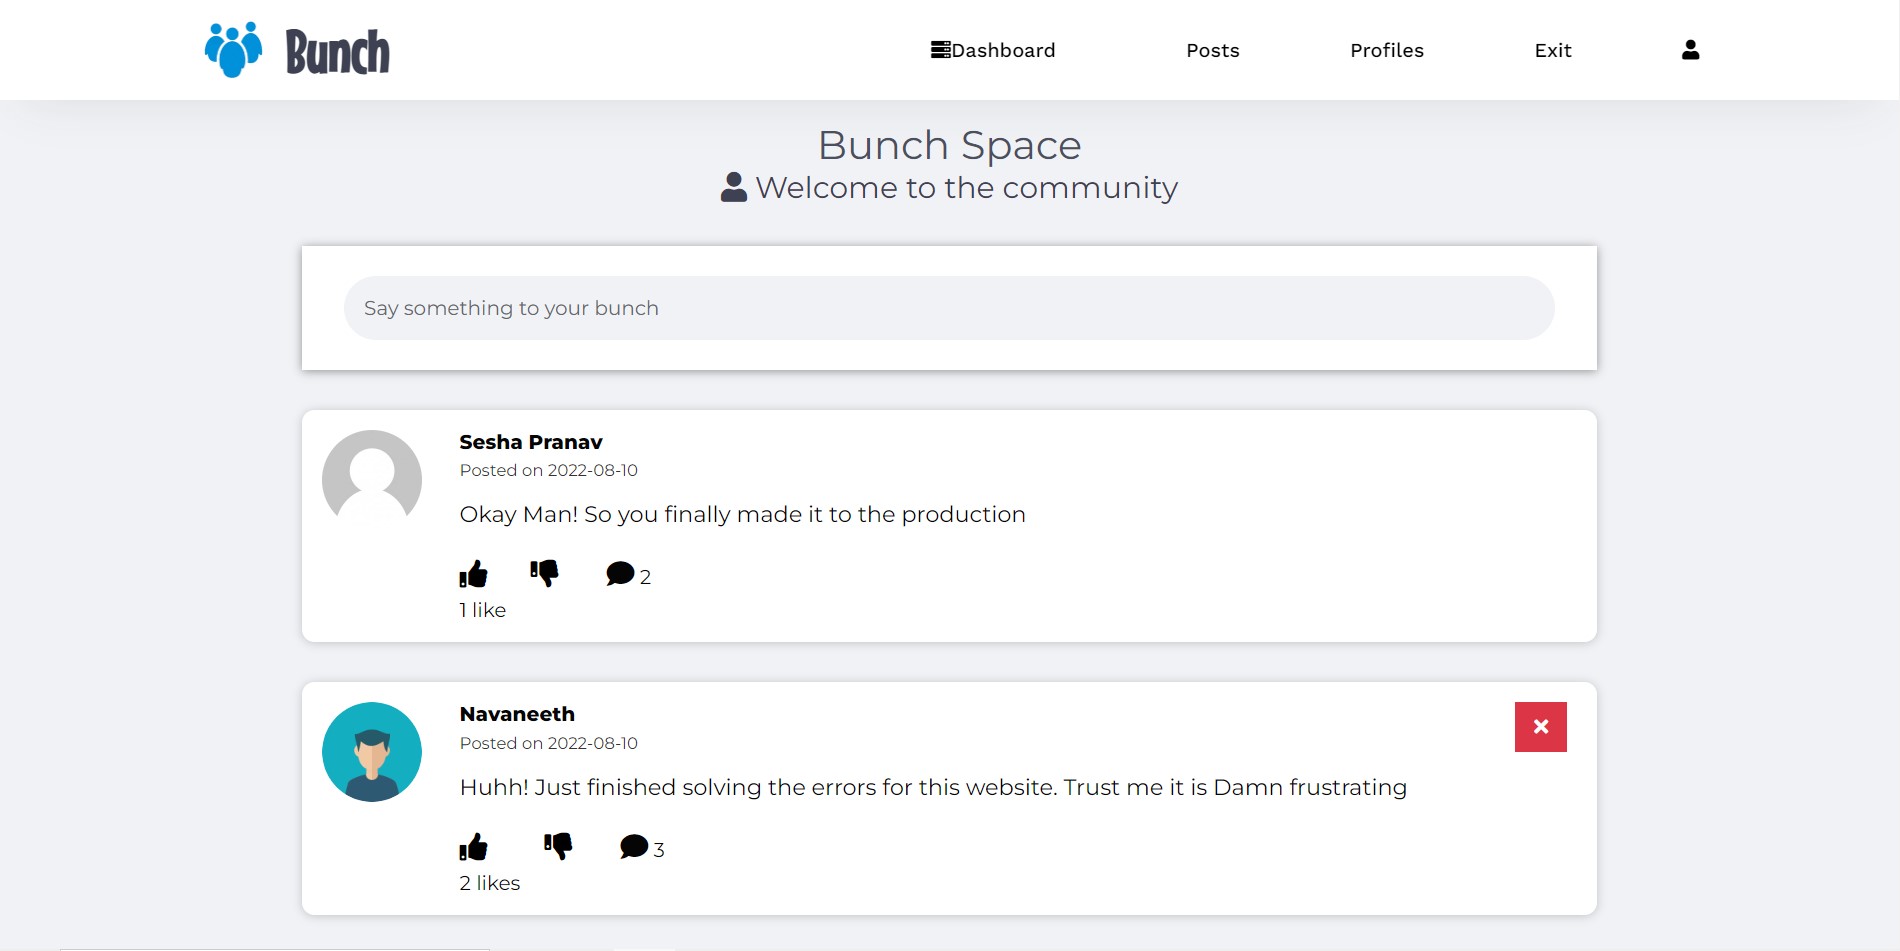 Bunch
Dashboard
Posts
Profiles
Exit
Bunch Space
Welcome to the community
Say something to your bunch
Sesha Pranav
Posted on 2022-08-10
Okay Man! So you finally made it to the production
2
1 like
Navaneeth
Posted on 2022-08-10
Huhh! Just finished solving the errors for this website. Trust me it is Damn frustrating
3
2 likes